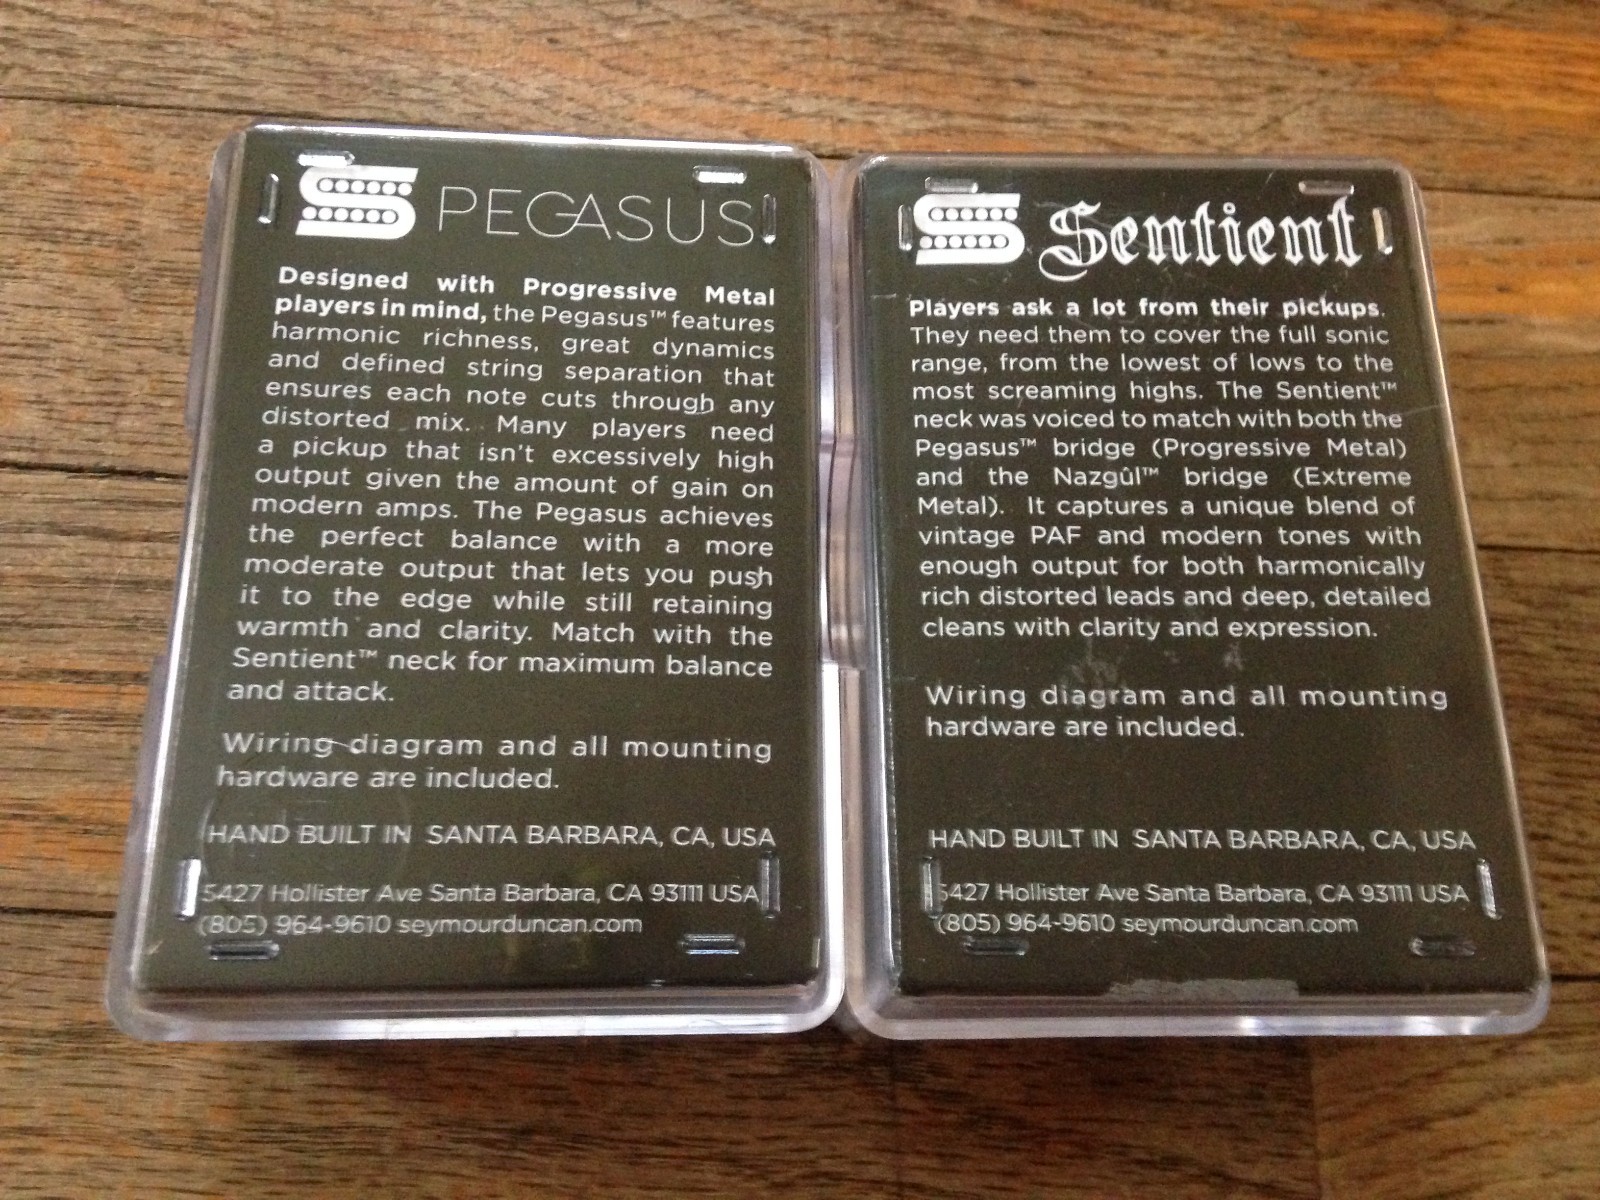 PEGASUS
Designed with Progressive Metal
players in mind, the Pegasus™ features
harmonic richness, great dynamics
and defined string separation that
ensures each note cuts through any
distorted mix. Many players need
a pickup that isn't excessively high
output given the amount of gain on
modern amps. The Pegasus achieves
the perfect balance with a more
moderate output that lets you push
it to the edge while still retaining
warmth and clarity. Match with the
Sentient™ neck for maximum balance
and attack.
Wiring diagram and all mounting
hardware are included.
HAND BUILT IN SANTA BARBARA, CA, USA
5427 Hollister Ave Santa Barbara, CA 93111 USA
(805) 964-9610 seymourduncan.com
Sentient
Players ask a lot from their pickups.
They need them to cover the full sonic
range, from the lowest of lows to the
most screaming highs. The Sentient™
neck was voiced to match with both the
Pegasus™ bridge (Progressive Metal)
and the Nazgûl™ bridge (Extreme
Metal). It captures a unique blend of
vintage PAF and modern tones with
enough output for both harmonically
rich distorted leads and deep, detailed
cleans with clarity and expression.
Wiring diagram and all mounting
hardware are included.
HAND BUILT IN SANTA BARBARA, CA, USA
5427 Hollister Ave Santa Barbara, CA 93111 USA
(805) 964-9610 seymourduncan.com